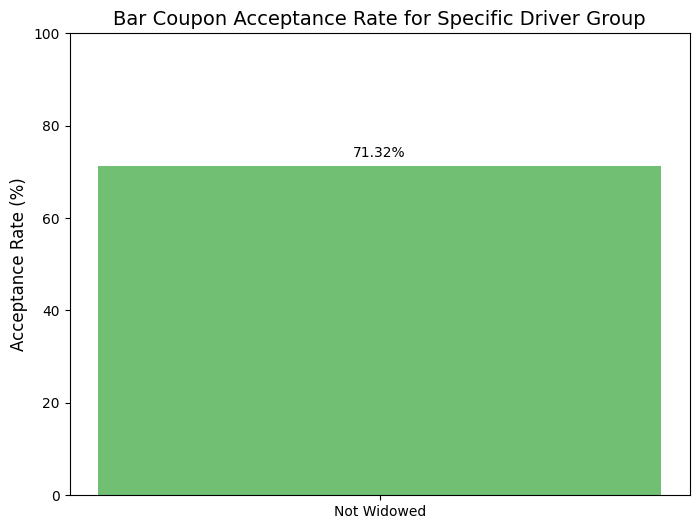 Bar Coupon Acceptance Rate for Specific Driver Group
Acceptance Rate (%)
100
80
60
40
20
0
71.32%
Not Widowed